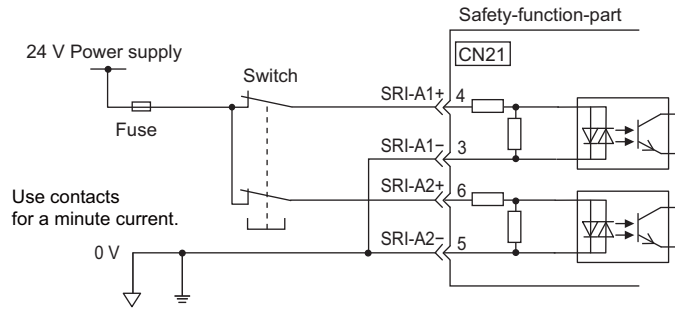 Safety-function-part
24 V Power supply
CN21
Switch
SRI-A1+
4
Fuse
SRI-A1−
3
Use contacts
for a minute current.
SRI-A2+
6
0 V
SRI-A2−
5